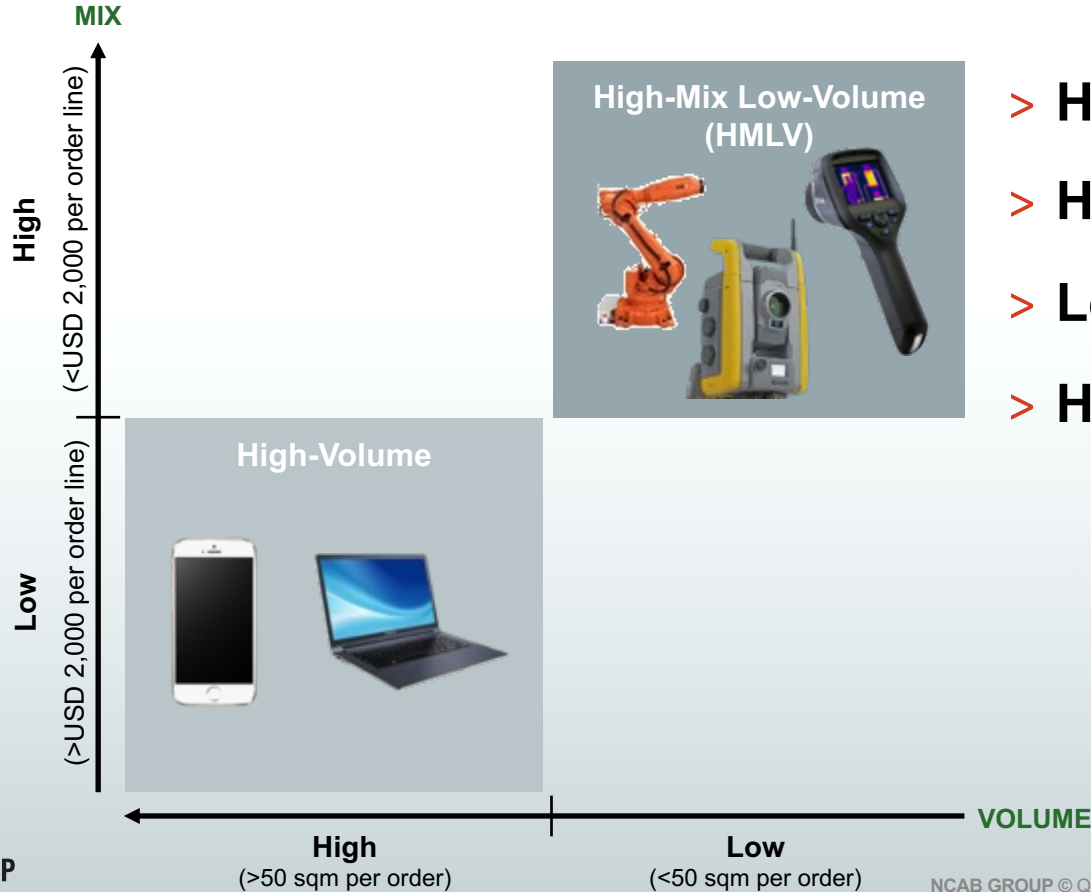 MIX
High
(<USD 2,000 per order line)
Low
(>USD 2,000 per order line)
High-Mix Low-Volume
(HMLV)
High-Volume
>
>
>
>
VOLUME
High
(>50 sqm per order)
Low
(<50 sqm per order)
NCAB GROUP ©